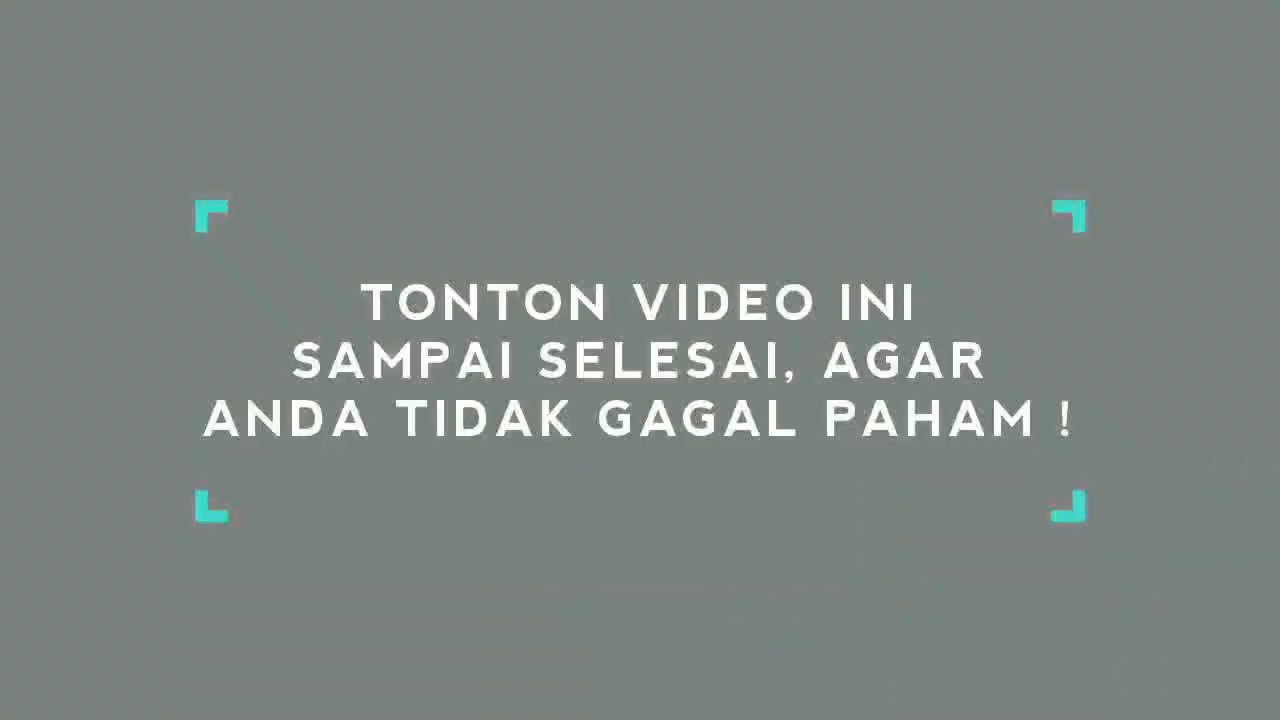 TONTON VIDEO INI
SAMPAI SELESAI, AGAR
ANDA TIDAK GAGAL PAHAM !